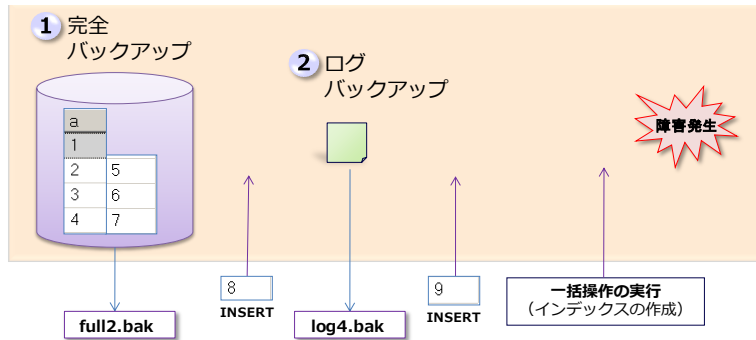 1 完全
バックアップ
2 ログ
バックアップ
障害発生
a
1
2
3
4
5
6
7
8
INSERT
9
INSERT
full2.bak
log4.bak
一括操作の実行
（インデックスの作成）